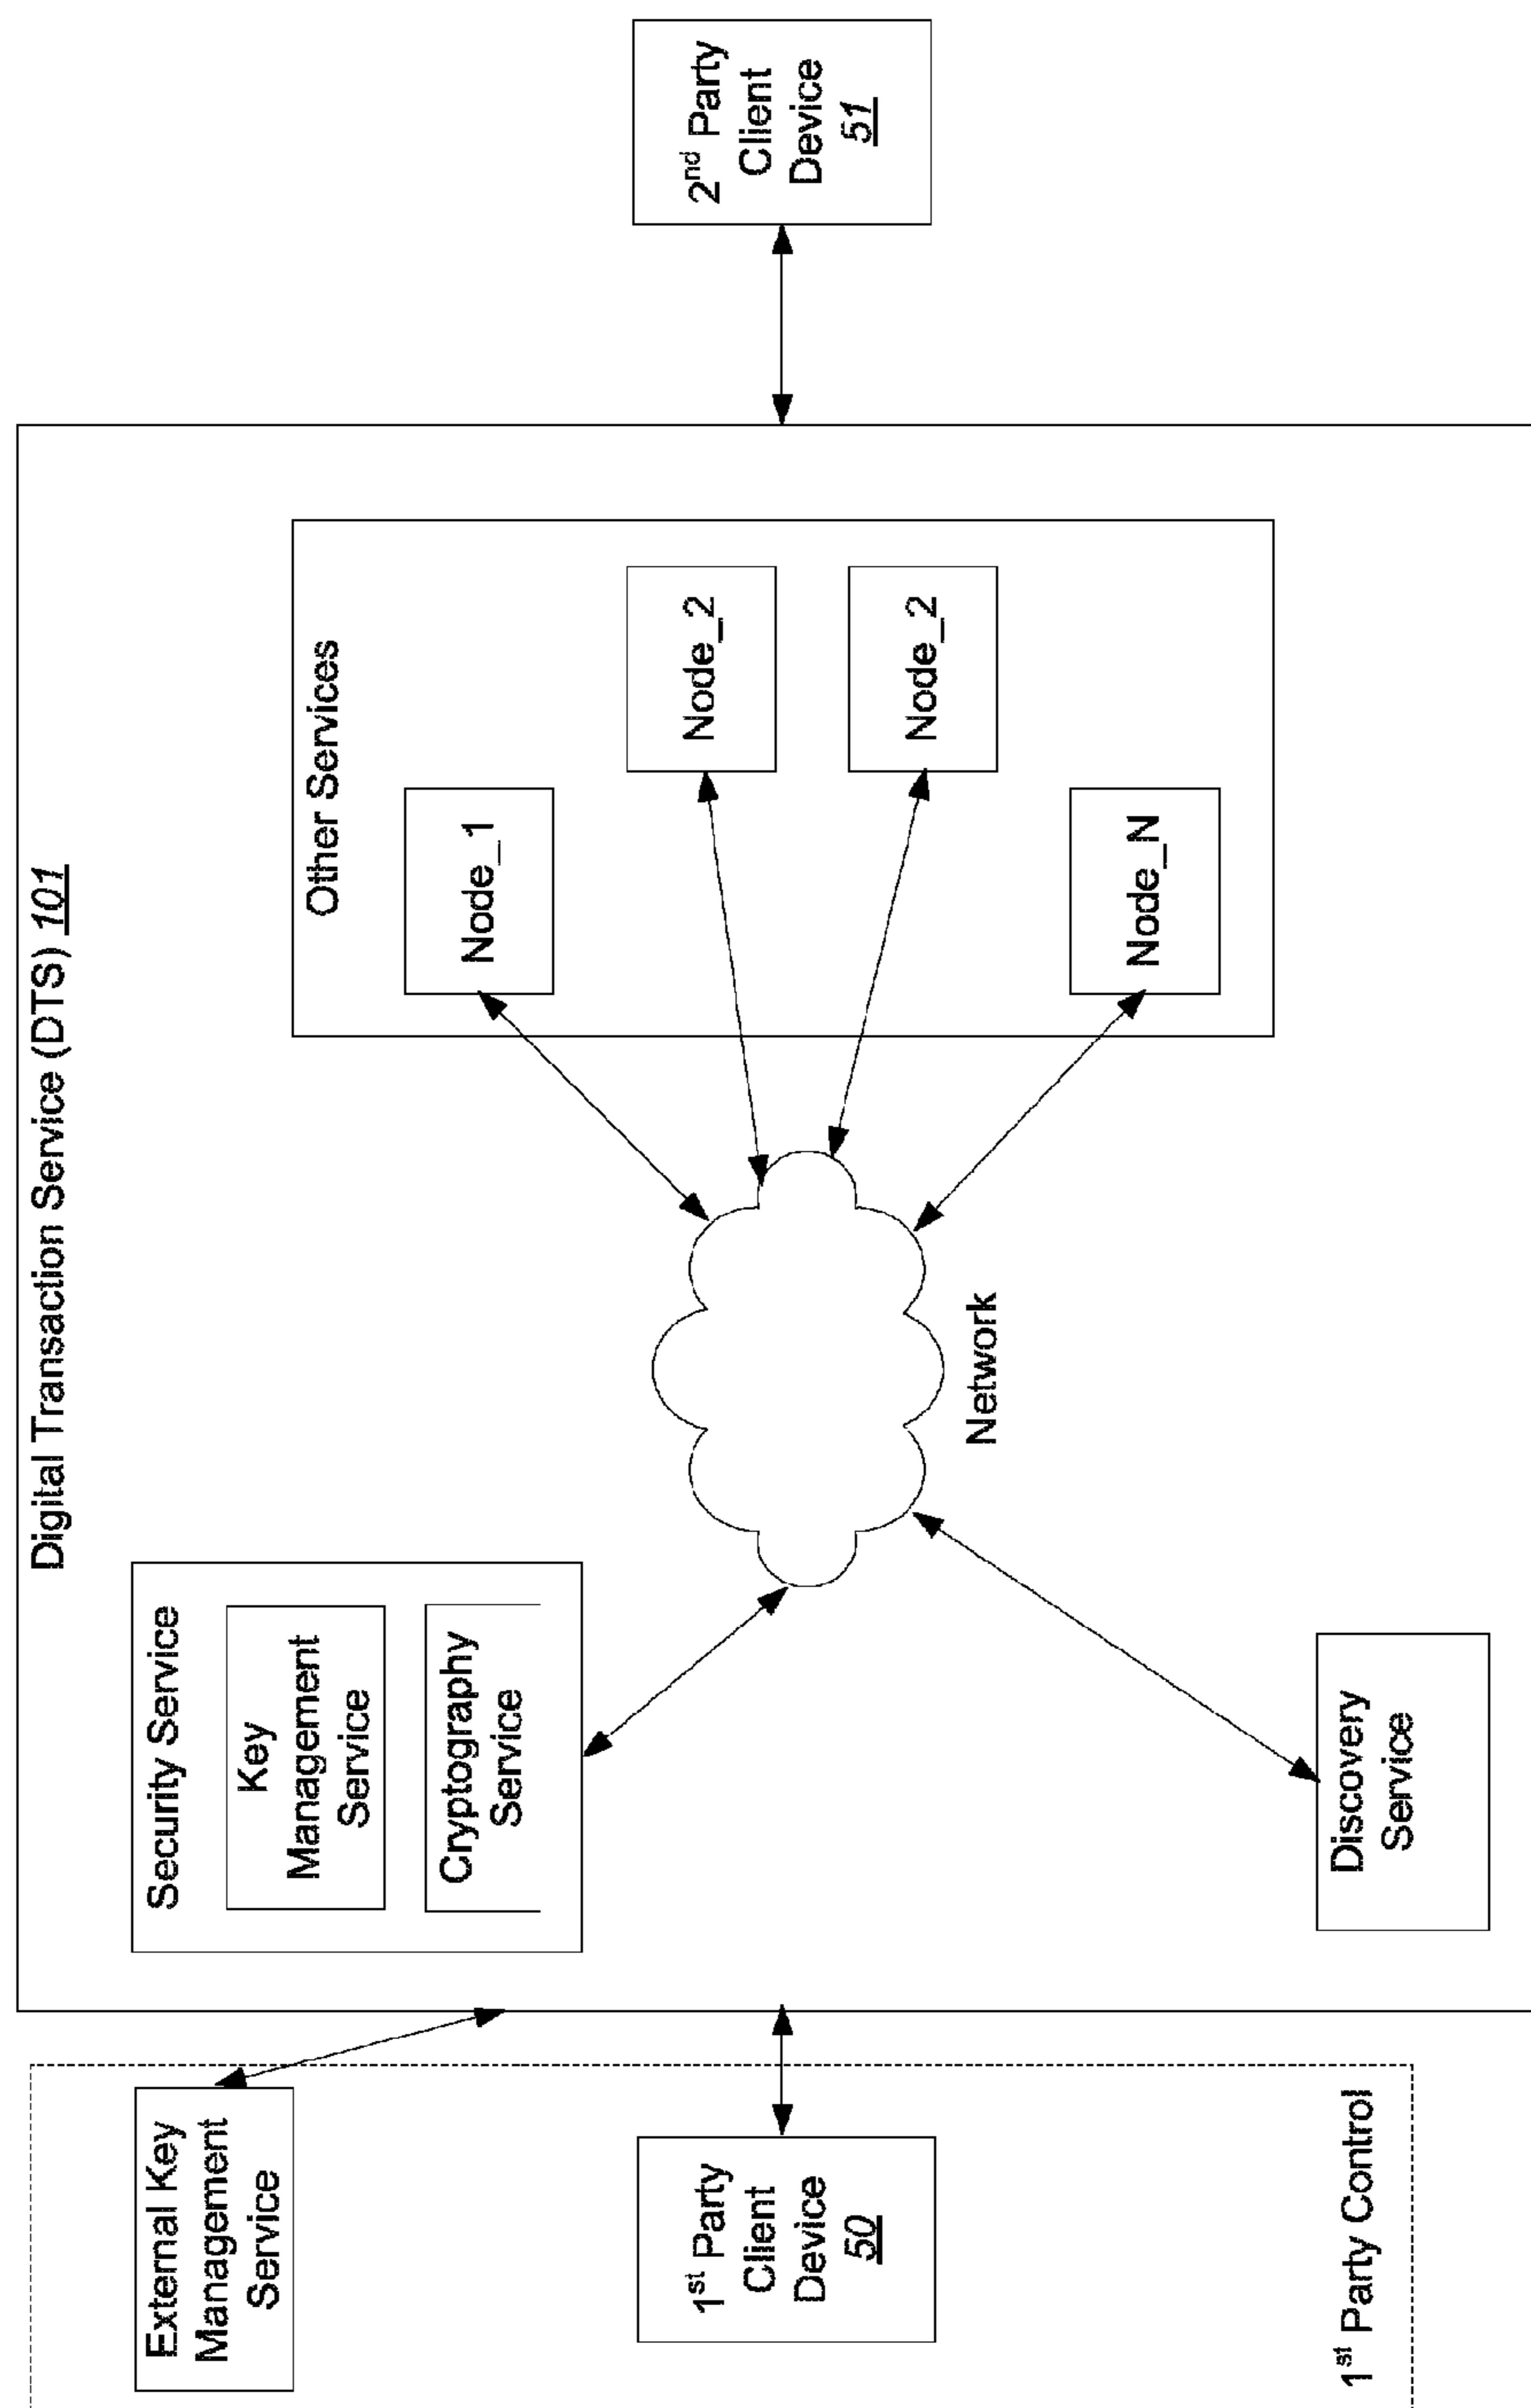 Digital Transaction Service (DTS) 101
External Key
Management
Service
1st Party
Client
Device
50
1st Party Control
Security Service
Key
Management
Service
Cryptography
Service
Discovery
Service
Network
Other Services
Node_1
Node_2
Node_2
Node_N
2nd Party
Client
Device
51